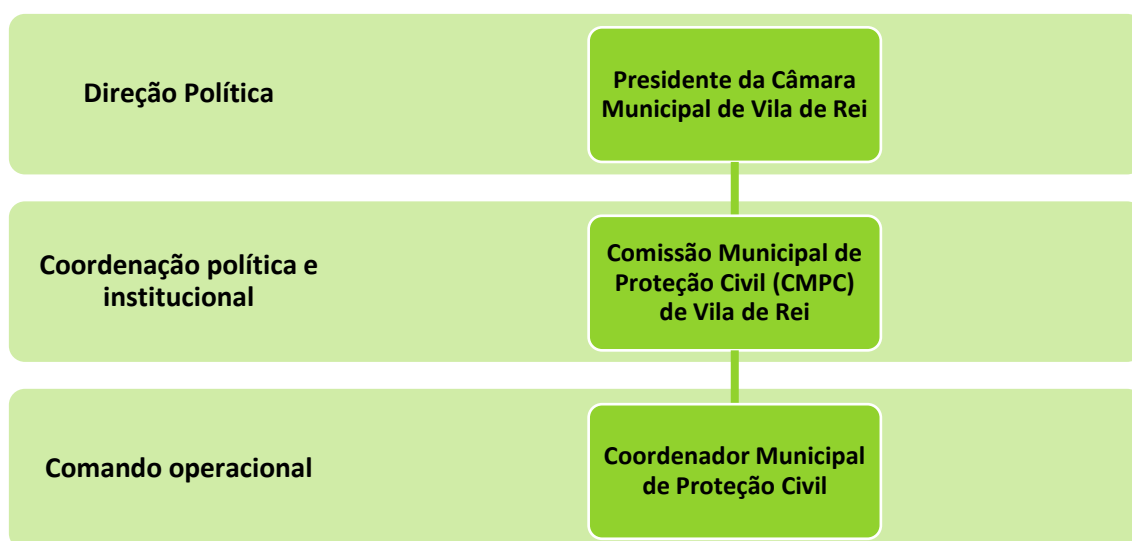 Direção Política
Presidente da Câmara
Municipal de Vila de Rei
Coordenação política e
institucional
Comissão Municipal de
Proteção Civil (CMPC)
de Vila de Rei
Comando operacional
Coordenador Municipal
de Proteção Civil